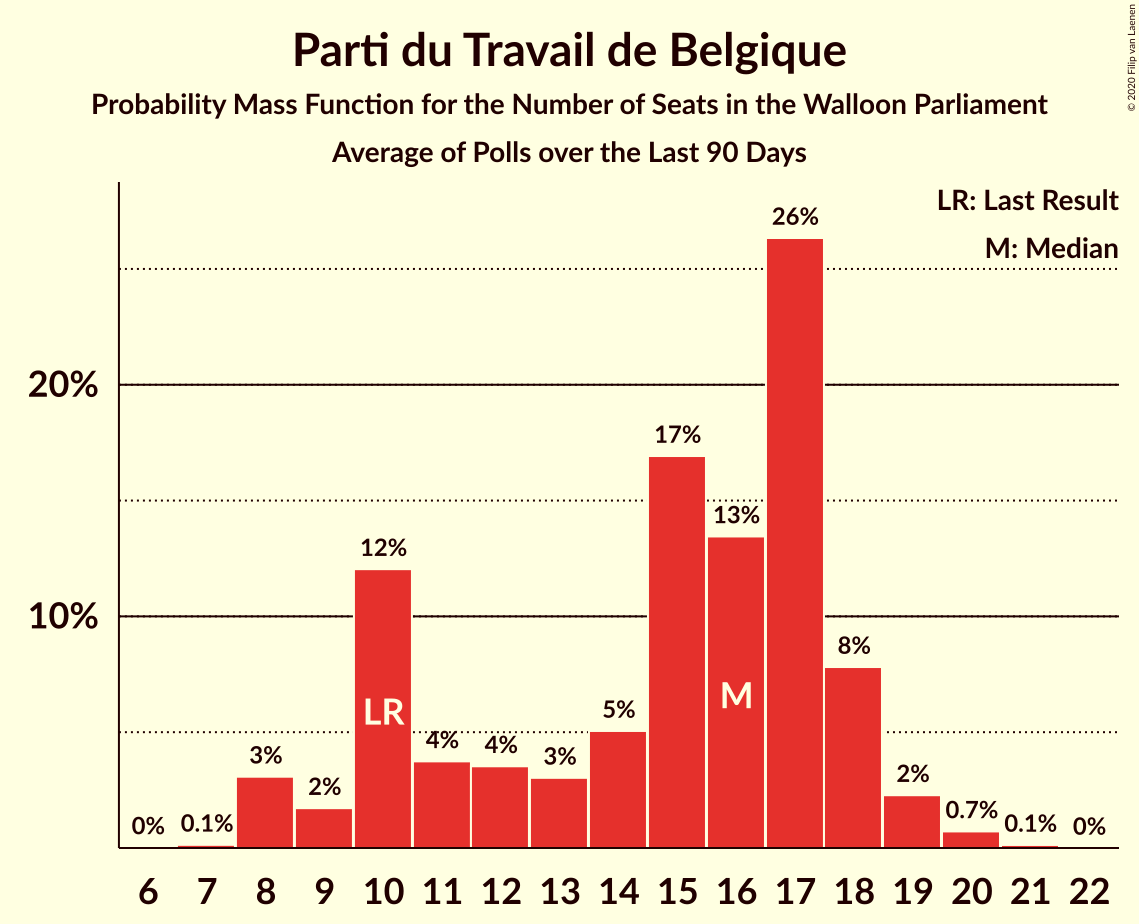 Parti du Travail de Belgique
Probability Mass Function for the Number of Seats in the Walloon Parliament
Average of Polls over the Last 90 Days
© 2020 Filip van Laenen
LR: Last Result
M: Median
20%
10%
0%
0.1%
3%
2%
12%
4%
4%
3%
5%
17%
13%
26%
8%
2%
0.7%
0.1%
0%
LR
M
6 7 8 9 10 11 12 13 14 15 16 17 18 19 20 21 22